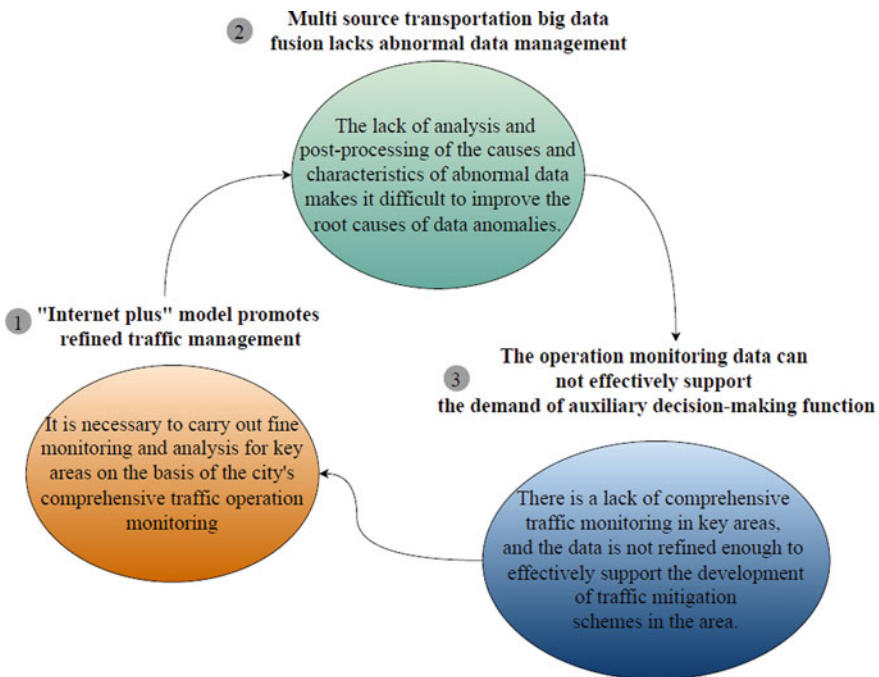 2
Multi source transportation big data
fusion lacks abnormal data management
The lack of analysis and
post-processing of the causes and
characteristics of abnormal data
makes it difficult to improve the
root causes of data anomalies.
1
"Internet plus" model promotes
refined traffic management
It is necessary to carry out fine
monitoring and analysis for key
areas on the basis of the city's
comprehensive traffic operation
monitoring
3
The operation monitoring data can
not effectively support
the demand of auxiliary decision-making function
There is a lack of comprehensive
traffic monitoring in key areas,
and the data is not refined enough to
effectively support the development
of traffic mitigation
schemes in the area.